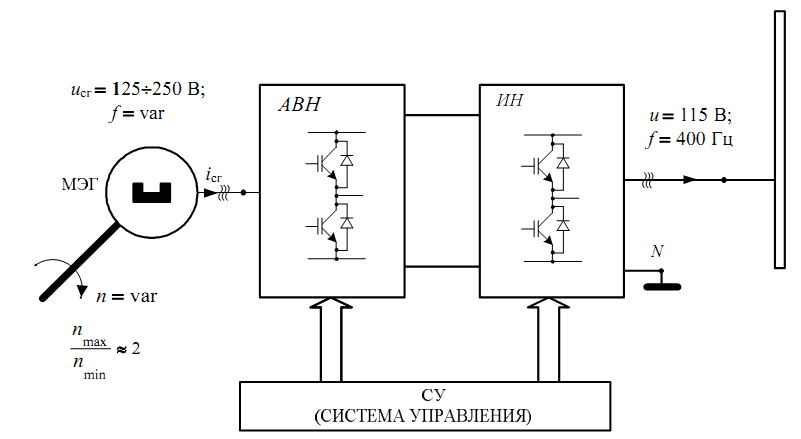 uсг = 125÷250 В;
f = var
МЭГ
iсг
n = var
nmax
nmin
≈ 2
АВН
ИН
u = 115 В;
f = 400 Гц
N
СУ
(СИСТЕМА УПРАВЛЕНИЯ)